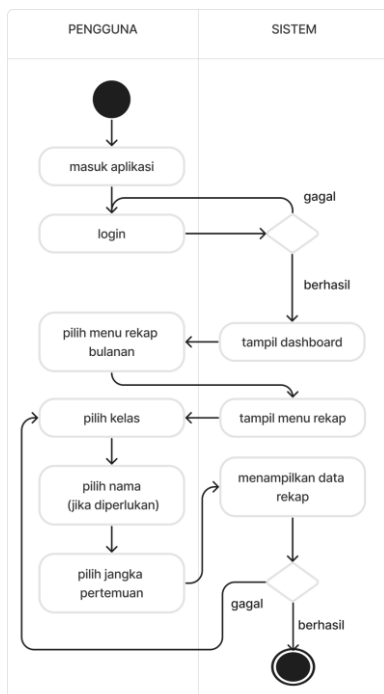 PENGGUNA
SISTEM
masuk aplikasi
gagal
login
berhasil
pilih menu rekap
bulanan
tampil dashboard
pilih kelas
tampil menu rekap
pilih nama
(jika diperlukan)
menampilkan data
rekap
pilih jangka
pertemuan
gagal
berhasil